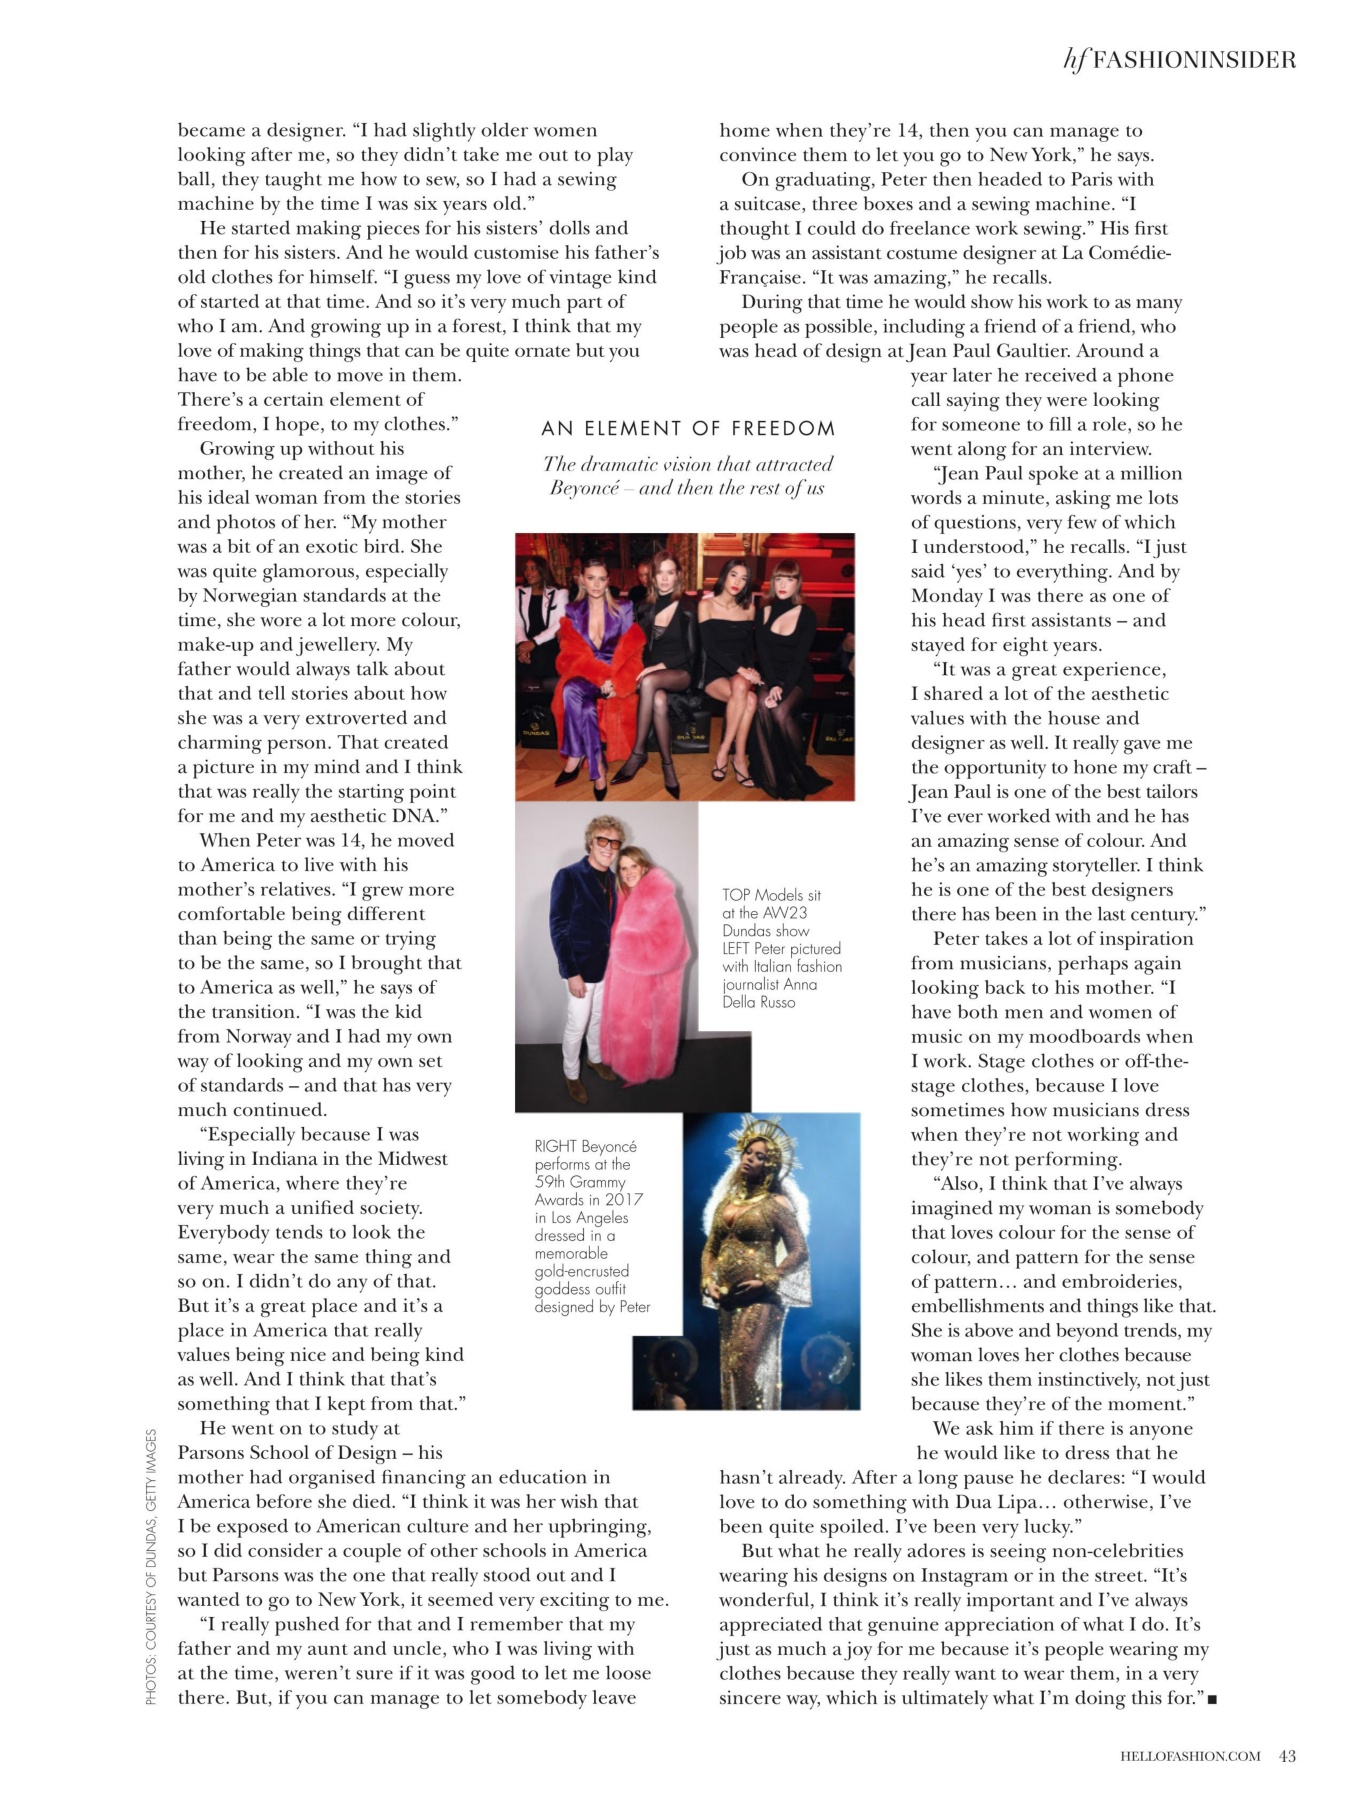 hf FASHIONINSIDER
became a designer. “I had slightly older women
looking after me, so they didn’t take me out to play
ball, they taught me how to sew, so I had a sewing
machine by the time I was six years old.”
He started making pieces for his sisters’ dolls and
then for his sisters. And he would customise his father’s
old clothes for himself. “I guess my love of vintage kind
of started at that time. And so it’s very much part of
who I am. And growing up in a forest, I think that my
love of making things that can be quite ornate but you
have to be able to move in them.
There’s a certain element of
freedom, I hope, to my clothes.”
Growing up without his
mother, he created an image of
his ideal woman from the stories
and photos of her. “My mother
was a bit of an exotic bird. She
was quite glamorous, especially
by Norwegian standards at the
time, she wore a lot more colour,
make-up and jewellery. My
father would always talk about
that and tell stories about how
she was a very extroverted and
charming person. That created
a picture in my mind and I think
that was really the starting point
for me and my aesthetic DNA.”
When Peter was 14, he moved
to America to live with his
mother’s relatives. “I grew more
comfortable being different
than being the same or trying
to be the same, so I brought that
to America as well,” he says of
the transition. “I was the kid
from Norway and I had my own
way of looking and my own set
of standards – and that has very
much continued.
“Especially because I was
living in Indiana in the Midwest
of America, where they’re
very much a unified society.
Everybody tends to look the
same, wear the same thing and
so on. I didn’t do any of that.
But it’s a great place and it’s a
place in America that really
values being nice and being kind
as well. And I think that that’s
something that I kept from that.”
He went on to study at
Parsons School of Design – his
mother had organised financing an education in
America before she died. “I think it was her wish that
I be exposed to American culture and her upbringing,
so I did consider a couple of other schools in America
but Parsons was the one that really stood out and I
wanted to go to New York, it seemed very exciting to me.
“I really pushed for that and I remember that my
father and my aunt and uncle, who I was living with
at the time, weren’t sure if it was good to let me loose
there. But, if you can manage to let somebody leave
home when they’re 14, then you can manage to
convince them to let you go to New York,” he says.
On graduating, Peter then headed to Paris with
a suitcase, three boxes and a sewing machine. “I
thought I could do freelance work sewing.” His first
job was an assistant costume designer at La Comédie-
Française. “It was amazing,” he recalls.
During that time he would show his work to as many
people as possible, including a friend of a friend, who
was head of design at Jean Paul Gaultier. Around a
year later he received a phone
call saying they were looking
for someone to fill a role, so he
went along for an interview.
“Jean Paul spoke at a million
words a minute, asking me lots
of questions, very few of which
I understood,” he recalls. “I just
said ‘yes’ to everything. And by
Monday I was there as one of
his head first assistants – and
stayed for eight years.
“It was a great experience,
I shared a lot of the aesthetic
values with the house and
designer as well. It really gave me
the opportunity to hone my craft –
Jean Paul is one of the best tailors
I’ve ever worked with and he has
an amazing sense of colour. And
he’s an amazing storyteller. I think
he is one of the best designers
there has been in the last century.”
Peter takes a lot of inspiration
from musicians, perhaps again
looking back to his mother. “I
have both men and women of
music on my moodboards when
I work. Stage clothes or off-the-
stage clothes, because I love
sometimes how musicians dress
when they’re not working and
they’re not performing.
“Also, I think that I’ve always
imagined my woman is somebody
that loves colour for the sense of
colour, and pattern for the sense
of pattern… and embroideries,
embellishments and things like that.
She is above and beyond trends, my
woman loves her clothes because
she likes them instinctively, not just
because they’re of the moment.”
We ask him if there is anyone
he would like to dress that he
hasn’t already. After a long pause he declares: “I would
love to do something with Dua Lipa… otherwise, I’ve
been quite spoiled. I’ve been very lucky.”
But what he really adores is seeing non-celebrities
wearing his designs on Instagram or in the street. “It’s
wonderful, I think it’s really important and I’ve always
appreciated that genuine appreciation of what I do. It’s
just as much a joy for me because it’s people wearing my
clothes because they really want to wear them, in a very
sincere way, which is ultimately what I’m doing this for.” ■
AN ELEMENT OF FREEDOM
The dramatic vision that attracted
Beyoncé – and then the rest of us
DUNDAS
TOP Models sit
at the AW23
Dundas show
LEFT Peter pictured
with Italian fashion
journalist Anna
Della Russo
RIGHT Beyoncé
performs at the
59th Grammy
Awards in 2017
in Los Angeles
dressed in a
memorable
gold-encrusted
goddess outfit
designed by Peter
PHOTOS: COURTESY OF DUNDAS, GETTY IMAGES
HELLOFASHION.COM 43